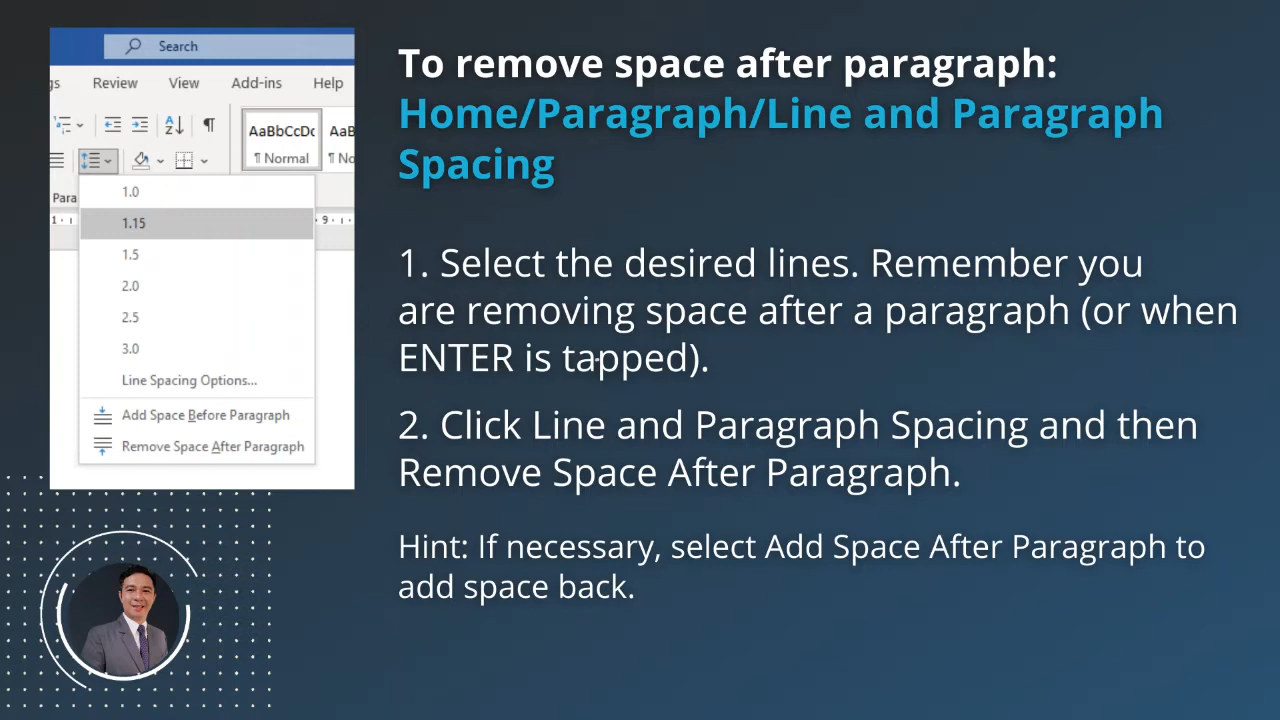 Search
Review View Add-ins Help
AaBbCcDc AaB
¶ Normal ¶ No
Para
1.0
1.15
1.5
2.0
2.5
3.0
Line Spacing Options...
Add Space Before Paragraph
Remove Space After Paragraph
To remove space after paragraph:
Home/Paragraph/Line and Paragraph
Spacing
1. Select the desired lines. Remember you
are removing space after a paragraph (or when
ENTER is tapped).
2. Click Line and Paragraph Spacing and then
Remove Space After Paragraph.
Hint: If necessary, select Add Space After Paragraph to
add space back.